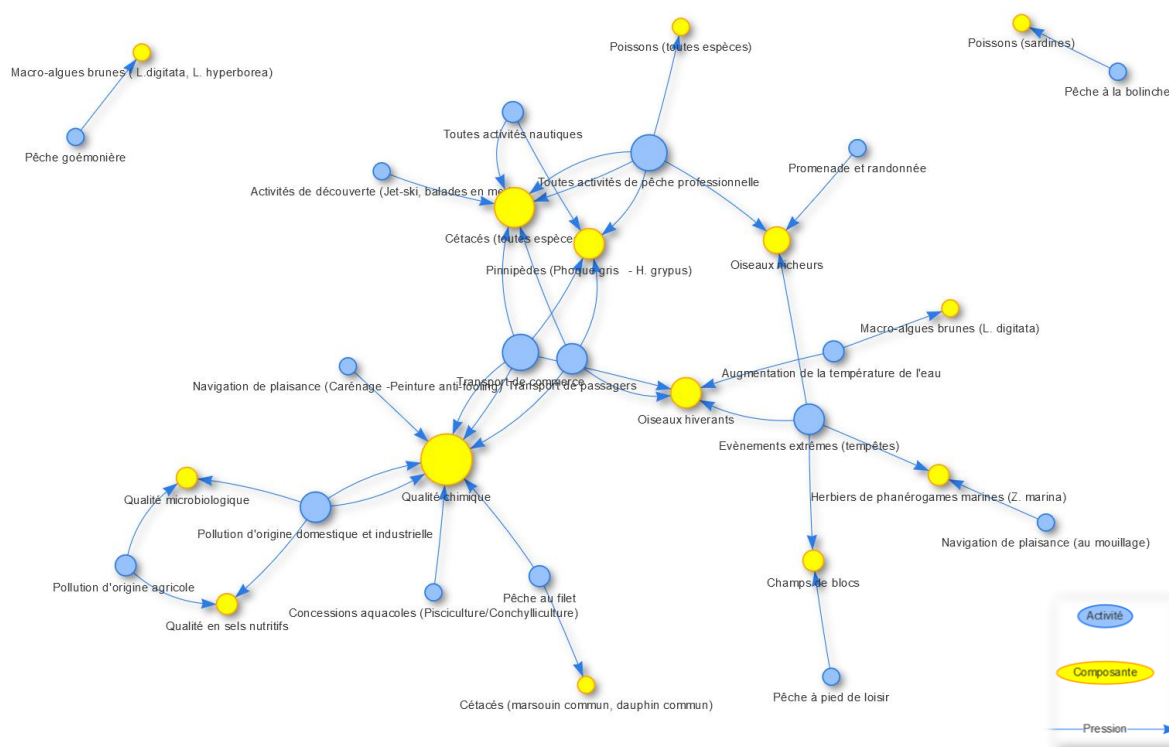 Poissons (toutes espèces)
Poissons (sardines)
Macro-algues brunes ( L.digitata, L. hyperborea)
Pêche à la bolinche
Toutes activités nautiques
Pêche goémonière
Promenade et randonnée
Toutes activités de pêche professionnelle
Activités de découverte (Jet-ski, balades en me
Cétacés (toutes espèce
Oiseaux nicheurs
Pinnipèdes (Phoque gris - H. grypus)
Macro-algues brunes (L. digitata)
Augmentation de la température de l'eau
Transport de commerce
Navigation de plaisance (Carénage -Peinture anti-fooling)
Transport de passagers
Oiseaux hivernants
Evènements extrêmes (tempêtes)
Qualité chimque
Qualité microbiologique
Herbiers de phanérogames marines (Z. marina)
Pollution d'origine domestique et industrielle
Navigation de plaisance (au mouillage)
Champs de blocs
Pollution d'origine agricole
Pêche au filet
Concessions aquacoles (Pisciculture/Conchylliculture)
Qualité en sels nutritifs
Activité
Composante
Pêche à pied de loisir
Cétacés (marsouin commun, dauphin commun)
Pression